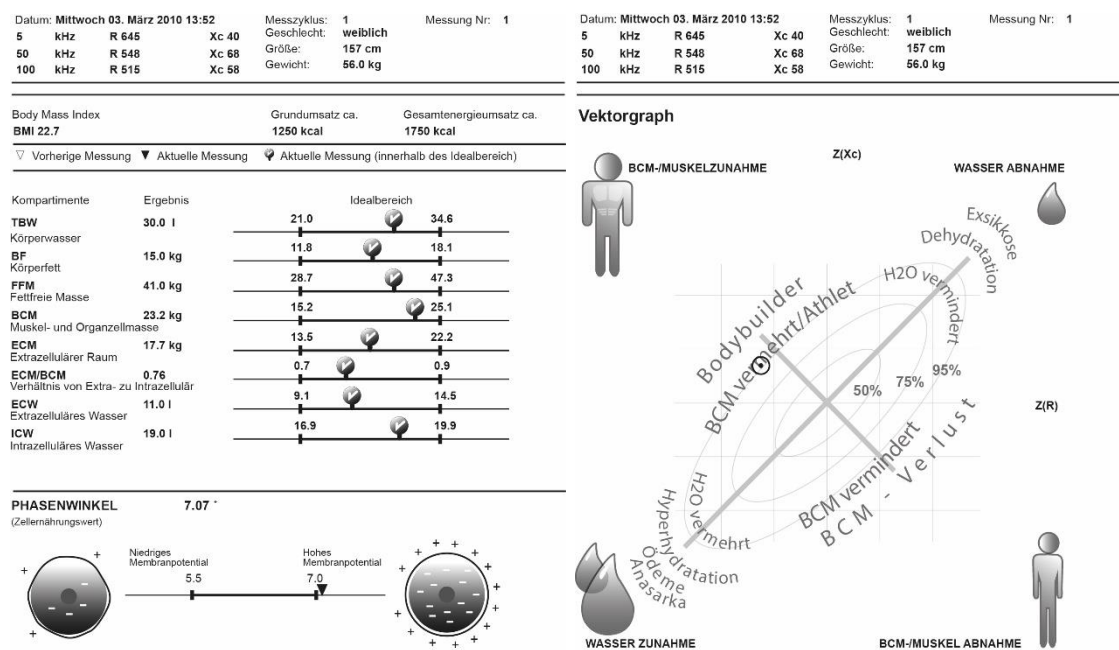 Datum: Mittwoch 03. März 2010 13:52
5 kHz R 645 Xc 40
50 kHz R 548 Xc 68
100 kHz R 515 Xc 58
Messzyklus: 1
Geschlecht: weiblich
Größe: 157 cm
Gewicht: 56.0 kg
Messung Nr: 1
Body Mass Index
BMI 22.7
Grundumsatz ca.
1250 kcal
Gesamtenergieumsatz ca.
1750 kcal
▽ Vorherige Messung ▼ Aktuelle Messung Aktuelle Messung (innerhalb des Idealbereich)
Kompartimente Ergebnis Idealbereich
TBW 30.0 l 21.0 34.6
Körperwasser
BF 15.0 kg 11.8 18.1
Körperfett
FFM 41.0 kg 28.7 47.3
Fettfreie Masse
BCM 23.2 kg 15.2 25.1
Muskel- und Organzellmasse
ECM 17.7 kg 13.5 22.2
Extrazellulärer Raum
ECM/BCM 0.76 0.7 0.9
Verhältnis von Extra- zu Intrazellulär
ECW 11.0 l 9.1 14.5
Extrazelluläres Wasser
ICW 19.0 l 16.9 19.9
Intrazelluläres Wasser
PHASENWINKEL 7.07 °
(Zellernährungswert)
Niedriges
Membranpotential
5.5
Hohes
Membranpotential
7.0
Datum: Mittwoch 03. März 2010 13:52
5 kHz R 645 Xc 40
50 kHz R 548 Xc 68
100 kHz R 515 Xc 58
Messzyklus: 1
Geschlecht: weiblich
Größe: 157 cm
Gewicht: 56.0 kg
Messung Nr: 1
Vektorgraph
BCM-/MUSKELZUNAHME
Z(Xc)
WASSER ABNAHME
Exsikkose
Dehydratation
H2O vermindert
Bodybuilder
BCM vermehrt/Athlet
50% 75% 95%
Z(R)
BCM vermindert
BCM - Verlust
H2O vermehrt
Hyperhydratation
Ödeme
Anasarka
WASSER ZUNAHME
BCM-/MUSKEL ABNAHME